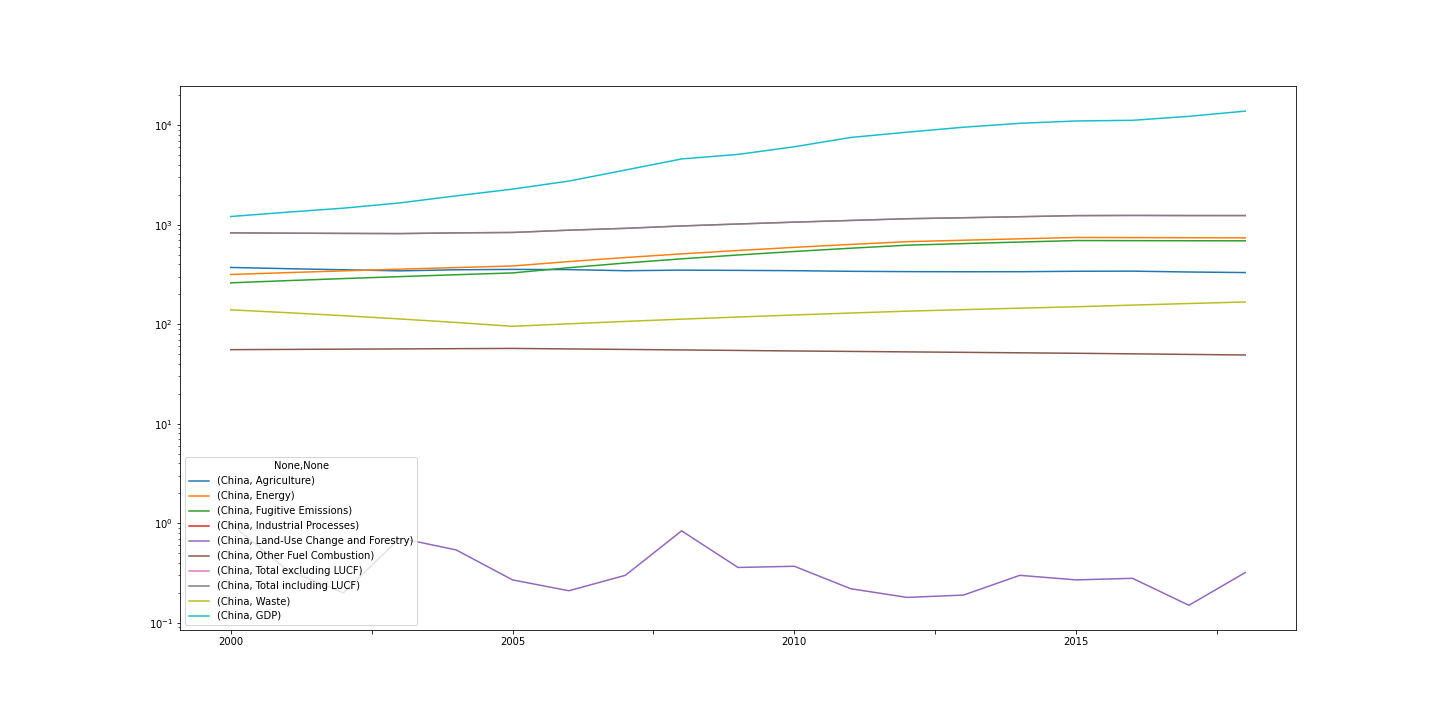 10⁴
10³
10²
10¹
10⁰
10⁻¹
None,None
(China, Agriculture)
(China, Energy)
(China, Fugitive Emissions)
(China, Industrial Processes)
(China, Land-Use Change and Forestry)
(China, Other Fuel Combustion)
(China, Total excluding LUCF)
(China, Total including LUCF)
(China, Waste)
(China, GDP)
2000 2005 2010 2015